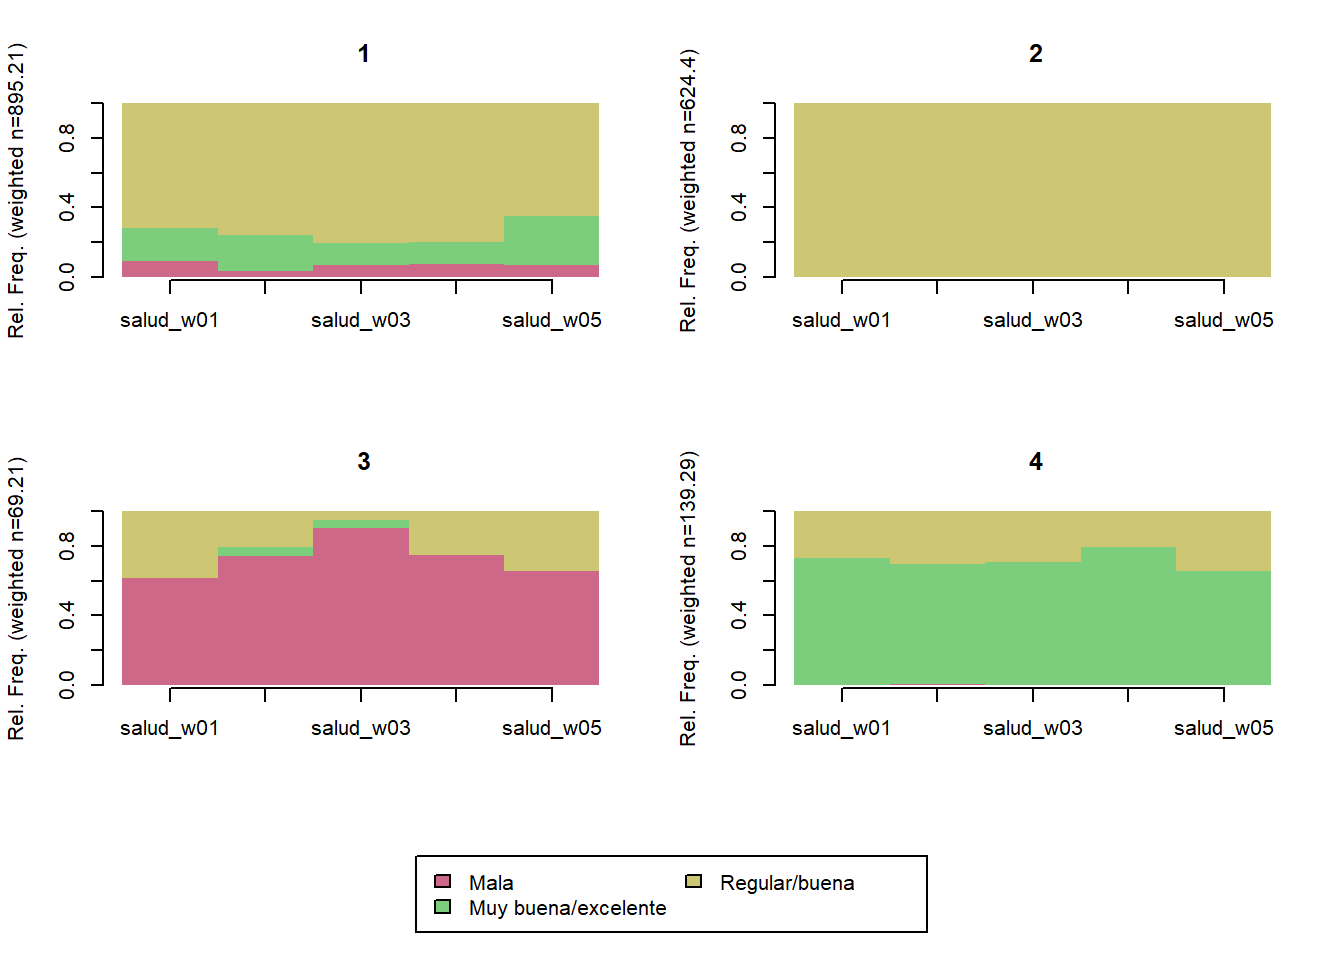 1
Rel. Freq. (weighted n=895.21)
0.8
0.4
0.0
salud_w01 salud_w03 salud_w05
2
Rel. Freq. (weighted n=624.4)
0.8
0.4
0.0
salud_w01 salud_w03 salud_w05
3
Rel. Freq. (weighted n=69.21)
0.8
0.4
0.0
salud_w01 salud_w03 salud_w05
4
Rel. Freq. (weighted n=139.29)
0.8
0.4
0.0
salud_w01 salud_w03 salud_w05
Mala Regular/buena
Muy buena/excelente